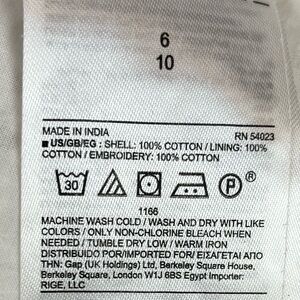 6
10
MADE IN INDIA RN 54023
■ US/GB/EG : SHELL: 100% COTTON / LINING: 100%
COTTON / EMBROIDERY: 100% COTTON
30 P
1166
MACHINE WASH COLD / WASH AND DRY WITH LIKE
COLORS / ONLY NON-CHLORINE BLEACH WHEN
NEEDED / TUMBLE DRY LOW / WARM IRON
DISTRIBUIDO POR/IMPORTED BY / ΕΙΣΑΓΕΤΑΙ ΑΠΟ
ΤΗΝ: Gap (UK Holdings) Ltd, Berkeley Square House,
Berkeley Square, London W1J 6BS Egypt Importer:
RIGE, LLC